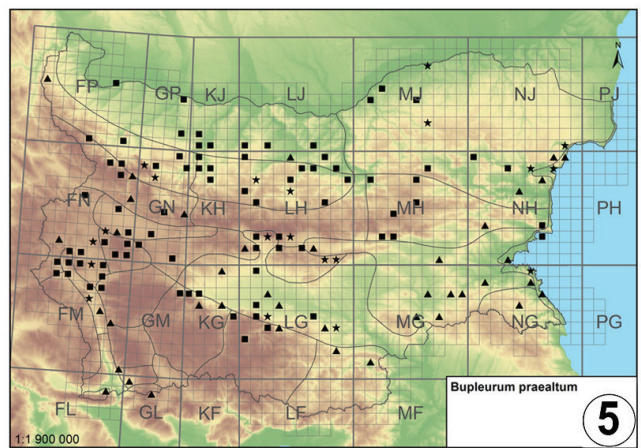 N
FP
GP
KJ
LJ
MJ
NJ
PJ
FN
GN
KH
LH
MH
NH
PH
FM
GM
KG
LG
MG
NG
PG
FL
GL
KF
LF
MF
1:1 900 000
Bupleurum praealtum
5